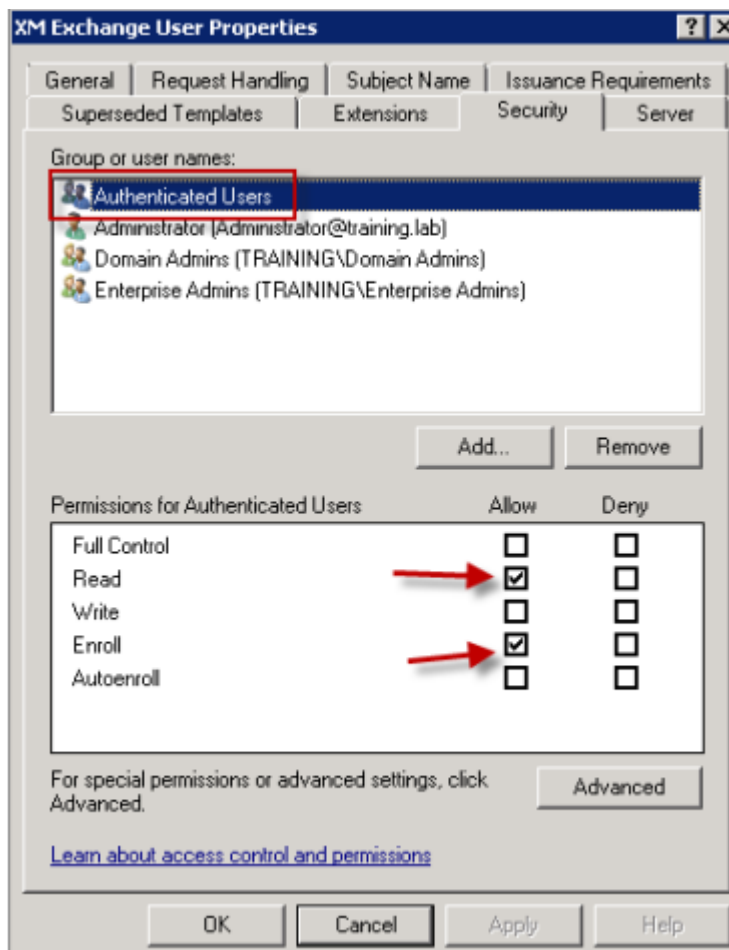 XM Exchange User Properties
General Request Handling Subject Name Issuance Requirements
Superseded Templates Extensions Security Server
Group or user names:
Authenticated Users
Administrator (Administrator@training.lab)
Domain Admins (TRAINING\Domain Admins)
Enterprise Admins (TRAINING\Enterprise Admins)
Add... Remove
Permissions for Authenticated Users Allow Deny
Full Control
Read
Write
Enroll
Autoenroll
For special permissions or advanced settings, click
Advanced.
Advanced
Learn about access control and permissions
OK Cancel Apply Help